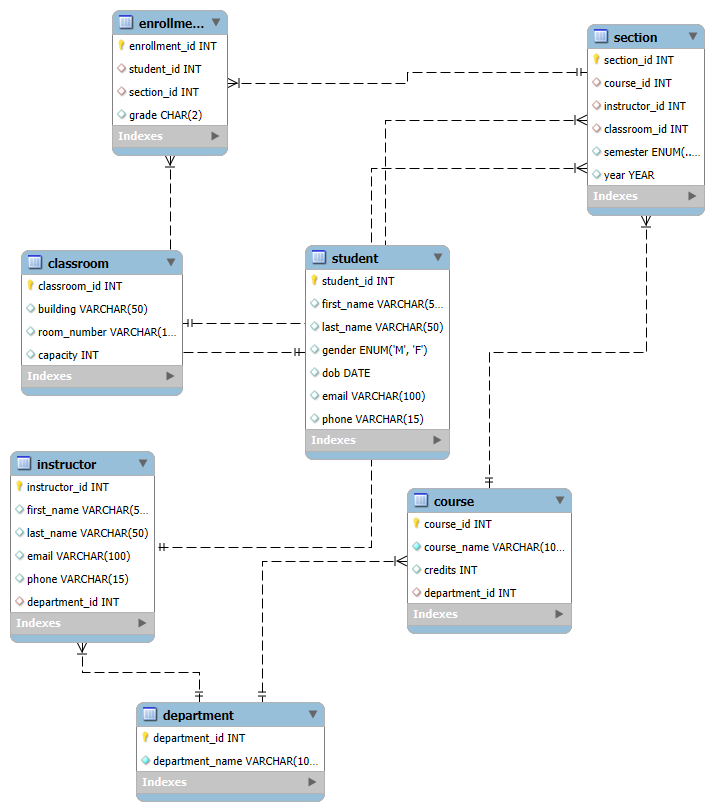 enrollme...
enrollment_id INT
student_id INT
section_id INT
grade CHAR(2)
Indexes
section
section_id INT
course_id INT
instructor_id INT
classroom_id INT
semester ENUM(...
year YEAR
Indexes
classroom
classroom_id INT
building VARCHAR(50)
room_number VARCHAR(1...
capacity INT
Indexes
student
student_id INT
first_name VARCHAR(5...
last_name VARCHAR(50)
gender ENUM('M', 'F')
dob DATE
email VARCHAR(100)
phone VARCHAR(15)
Indexes
instructor
instructor_id INT
first_name VARCHAR(5...
last_name VARCHAR(50)
email VARCHAR(100)
phone VARCHAR(15)
department_id INT
Indexes
course
course_id INT
course_name VARCHAR(10...
credits INT
department_id INT
Indexes
department
department_id INT
department_name VARCHAR(10...
Indexes